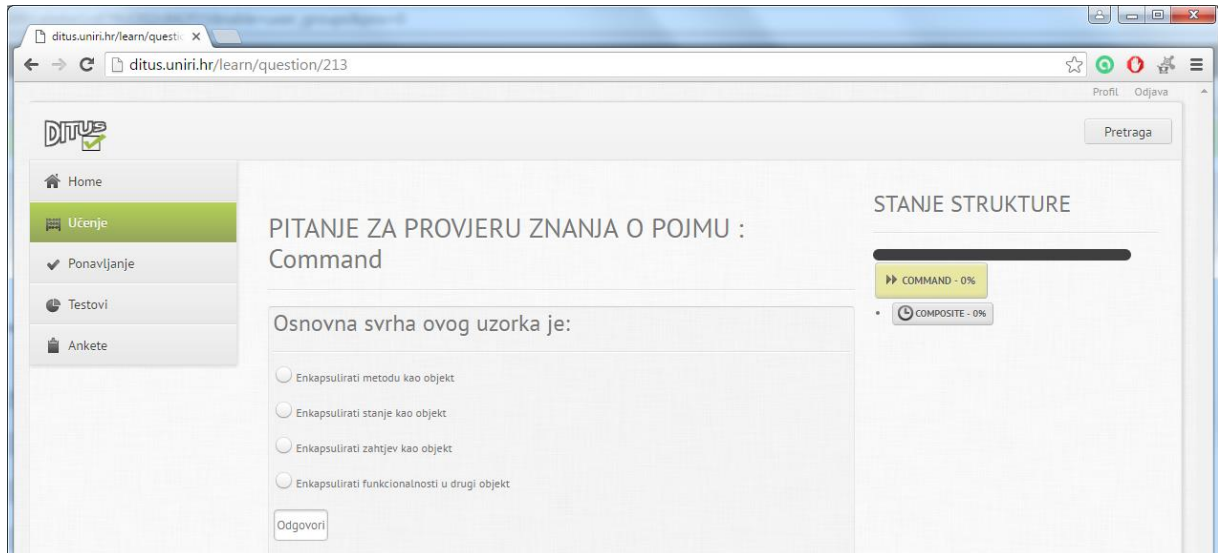 ditus.uniri.hr/learn/questio
ditus.uniri.hr/learn/question/213
Profil Odjava
DITUS
Pretraga
Home
Učenje
Ponavljanje
Testovi
Ankete
PITANJE ZA PROVJERU ZNANJA O POJMU :
Command
Osnovna svrha ovog uzorka je:
Enkapsulirati metodu kao objekt
Enkapsulirati stanje kao objekt
Enkapsulirati zahtjev kao objekt
Enkapsulirati funkcionalnosti u drugi objekt
Odgovori
STANJE STRUKTURE
COMMAND - 0%
COMPOSITE - 0%